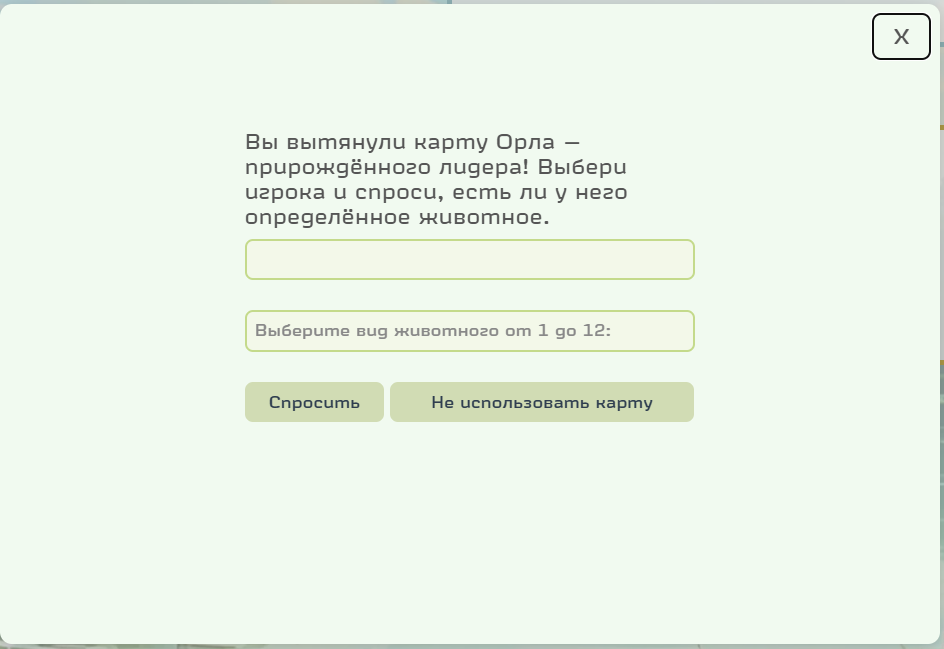 X
Вы вытянули карту Орла —
прирождённого лидера! Выбери
игрока и спроси, есть ли у него
определённое животное.
Выберите вид животного от 1 до 12:
Спросить
Не использовать карту